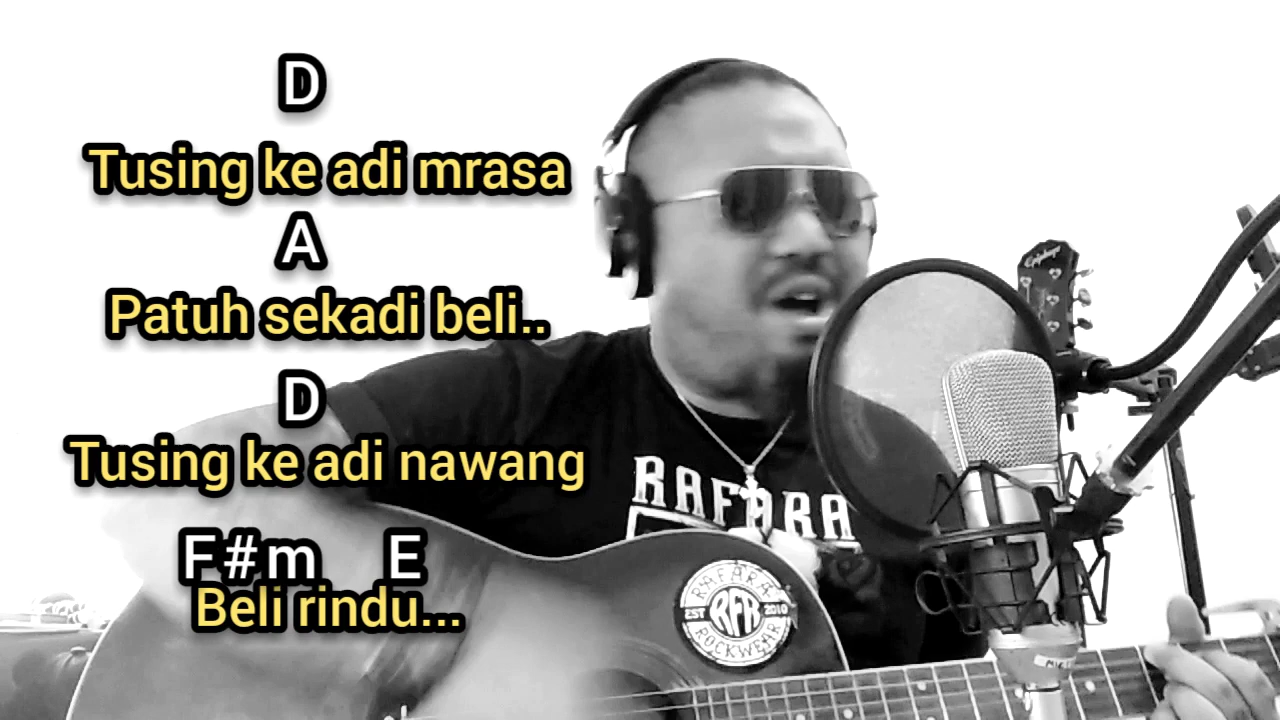 D
Tusing ke adi mrasa
A
Patuh sekadi beli..
D
Tusing ke adi nawang
F#m E
Beli rindu...
RAFARA
RAFARA
EST RFR 2010
ROCKWEAR
Epiphone